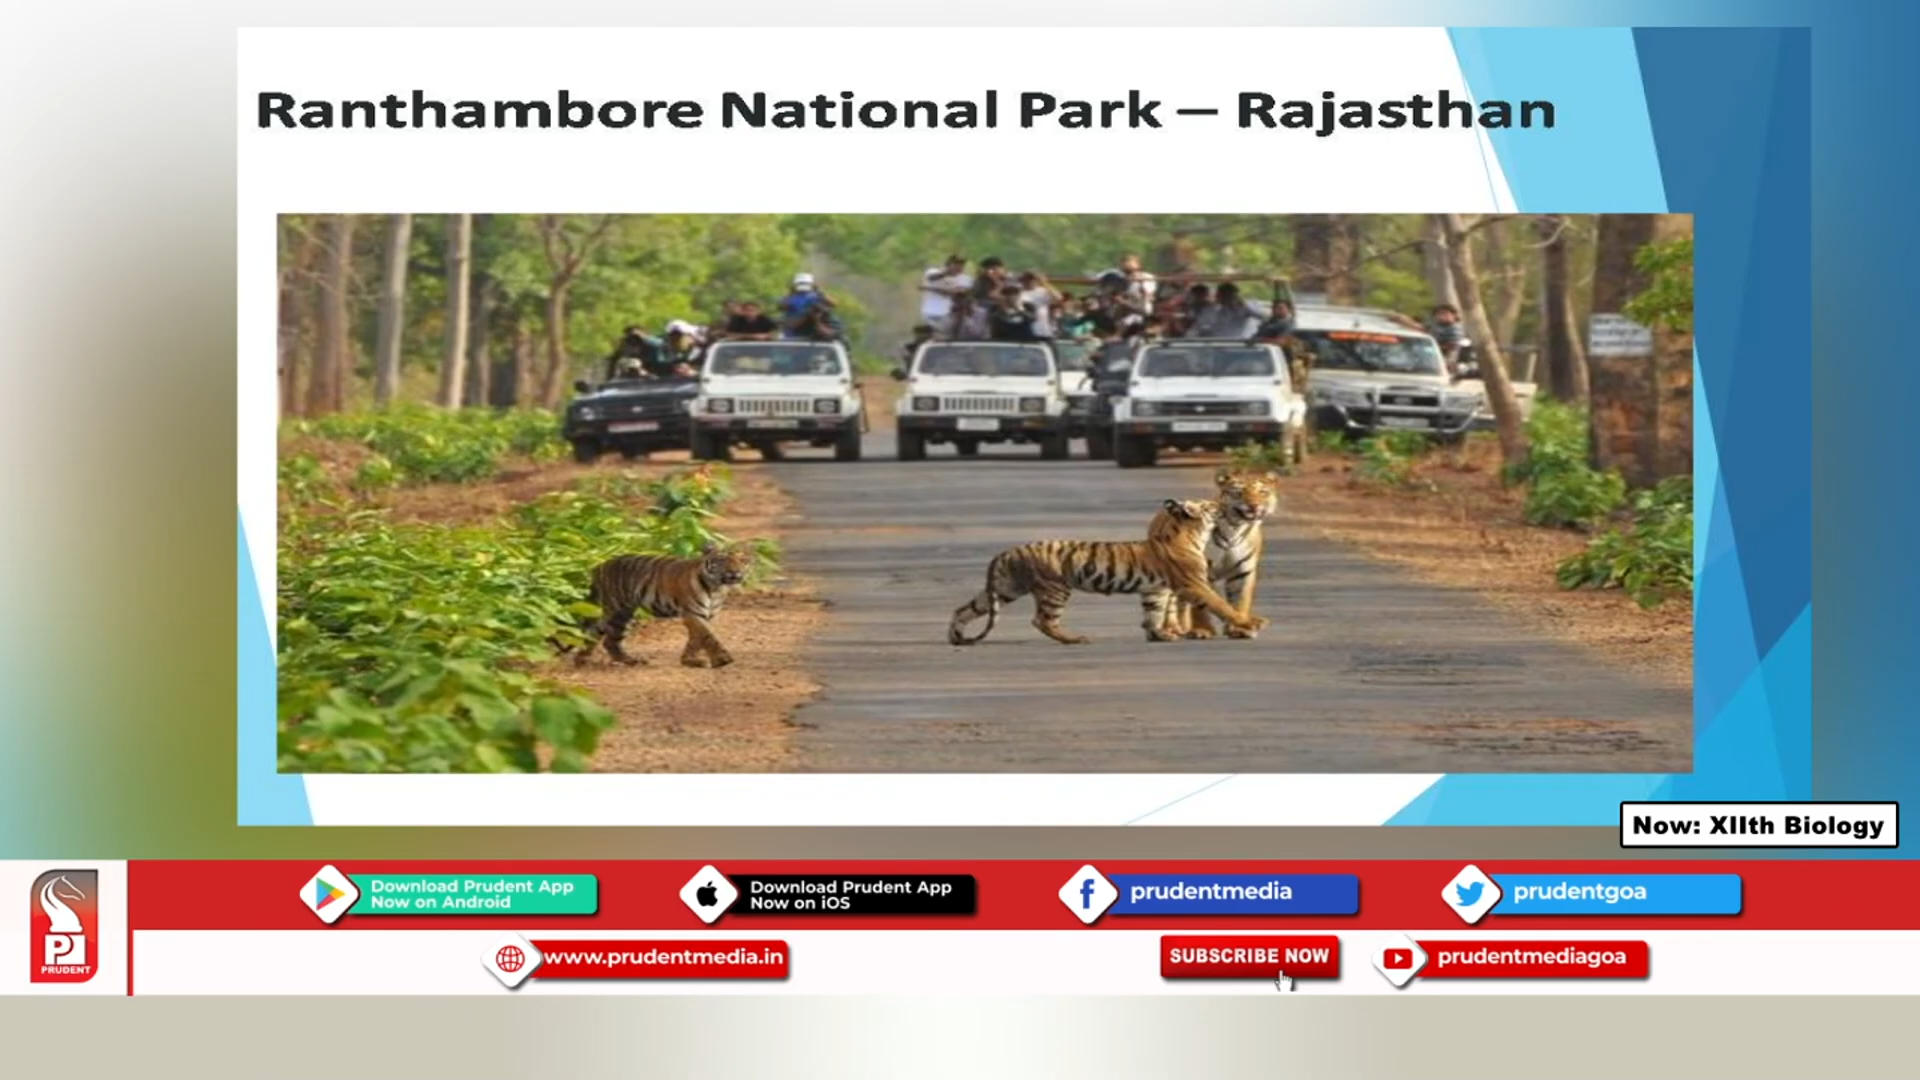 Ranthambore National Park – Rajasthan
Now: XIIth Biology
Download Prudent App
Now on Android
Download Prudent App
Now on iOS
prudentmedia
prudentgoa
PRUDENT
www.prudentmedia.in
SUBSCRIBE NOW
prudentmediagoa